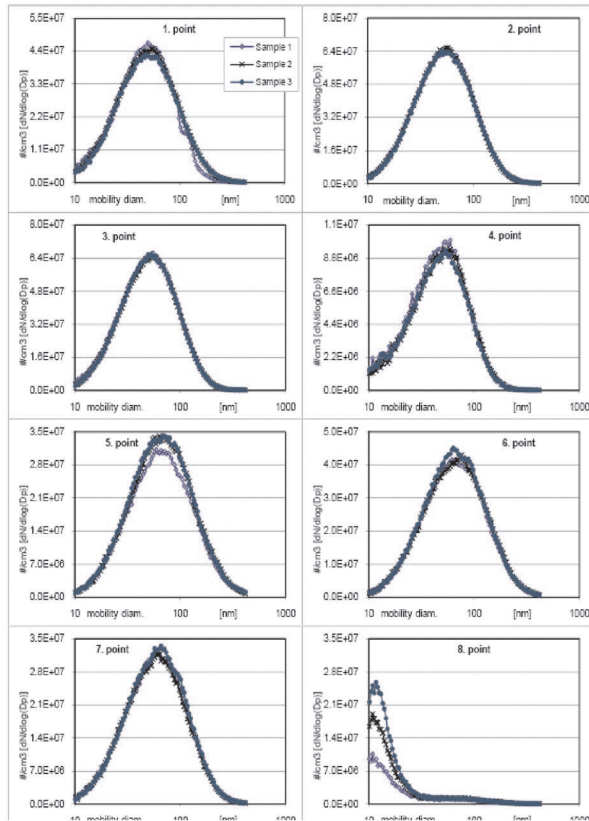 5.5E+07
4.4E+07
3.3E+07
2.2E+07
1.1E+07
0.0E+00
#/cm3 [dN/dlog(Dp)]
1. point
Sample 1
Sample 2
Sample 3
10 mobility diam. 100 [nm] 1000
8.0E+07
6.4E+07
4.8E+07
3.2E+07
1.6E+07
0.0E+00
#/cm3 [dN/dlog(Dp)]
2. point
10 mobility diam. 100 [nm] 1000
8.0E+07
6.4E+07
4.8E+07
3.2E+07
1.6E+07
0.0E+00
#/cm3 [dN/dlog(Dp)]
3. point
10 mobility diam. 100 [nm] 1000
1.1E+07
8.8E+06
6.6E+06
4.4E+06
2.2E+06
0.0E+00
#/cm3 [dN/dlog(Dp)]
4. point
10 mobility diam. 100 [nm] 1000
3.5E+07
2.8E+07
2.1E+07
1.4E+07
7.0E+06
0.0E+00
#/cm3 [dN/dlog(Dp)]
5. point
10 mobility diam. 100 [nm] 1000
5.0E+07
4.0E+07
3.0E+07
2.0E+07
1.0E+07
0.0E+00
#/cm3 [dN/dlog(Dp)]
6. point
10 mobility diam. 100 [nm] 1000
3.5E+07
2.8E+07
2.1E+07
1.4E+07
7.0E+06
0.0E+00
#/cm3 [dN/dlog(Dp)]
7. point
10 mobility diam. 100 [nm] 1000
3.5E+07
2.8E+07
2.1E+07
1.4E+07
7.0E+06
0.0E+00
#/cm3 [dN/dlog(Dp)]
8. point
10 mobility diam. 100 [nm] 1000